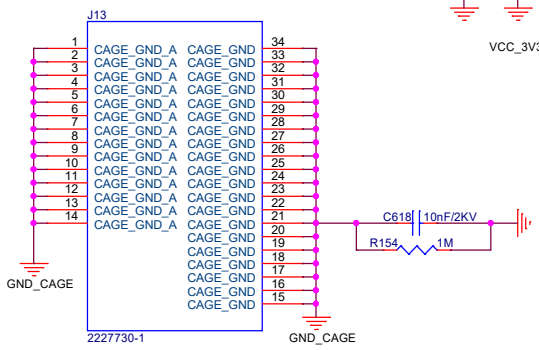 J13
VCC_3V3
1 CAGE_GND_A CAGE_GND 34
2 CAGE_GND_A CAGE_GND 33
3 CAGE_GND_A CAGE_GND 32
4 CAGE_GND_A CAGE_GND 31
5 CAGE_GND_A CAGE_GND 30
6 CAGE_GND_A CAGE_GND 29
7 CAGE_GND_A CAGE_GND 28
8 CAGE_GND_A CAGE_GND 27
9 CAGE_GND_A CAGE_GND 26
10 CAGE_GND_A CAGE_GND 25
11 CAGE_GND_A CAGE_GND 24
12 CAGE_GND_A CAGE_GND 23
13 CAGE_GND_A CAGE_GND 22
14 CAGE_GND_A CAGE_GND 21
C618 10nF/2KV
CAGE_GND 20
CAGE_GND 19
R154 1M
CAGE_GND 18
CAGE_GND 17
CAGE_GND 16
CAGE_GND 15
GND_CAGE
2227730-1
GND_CAGE